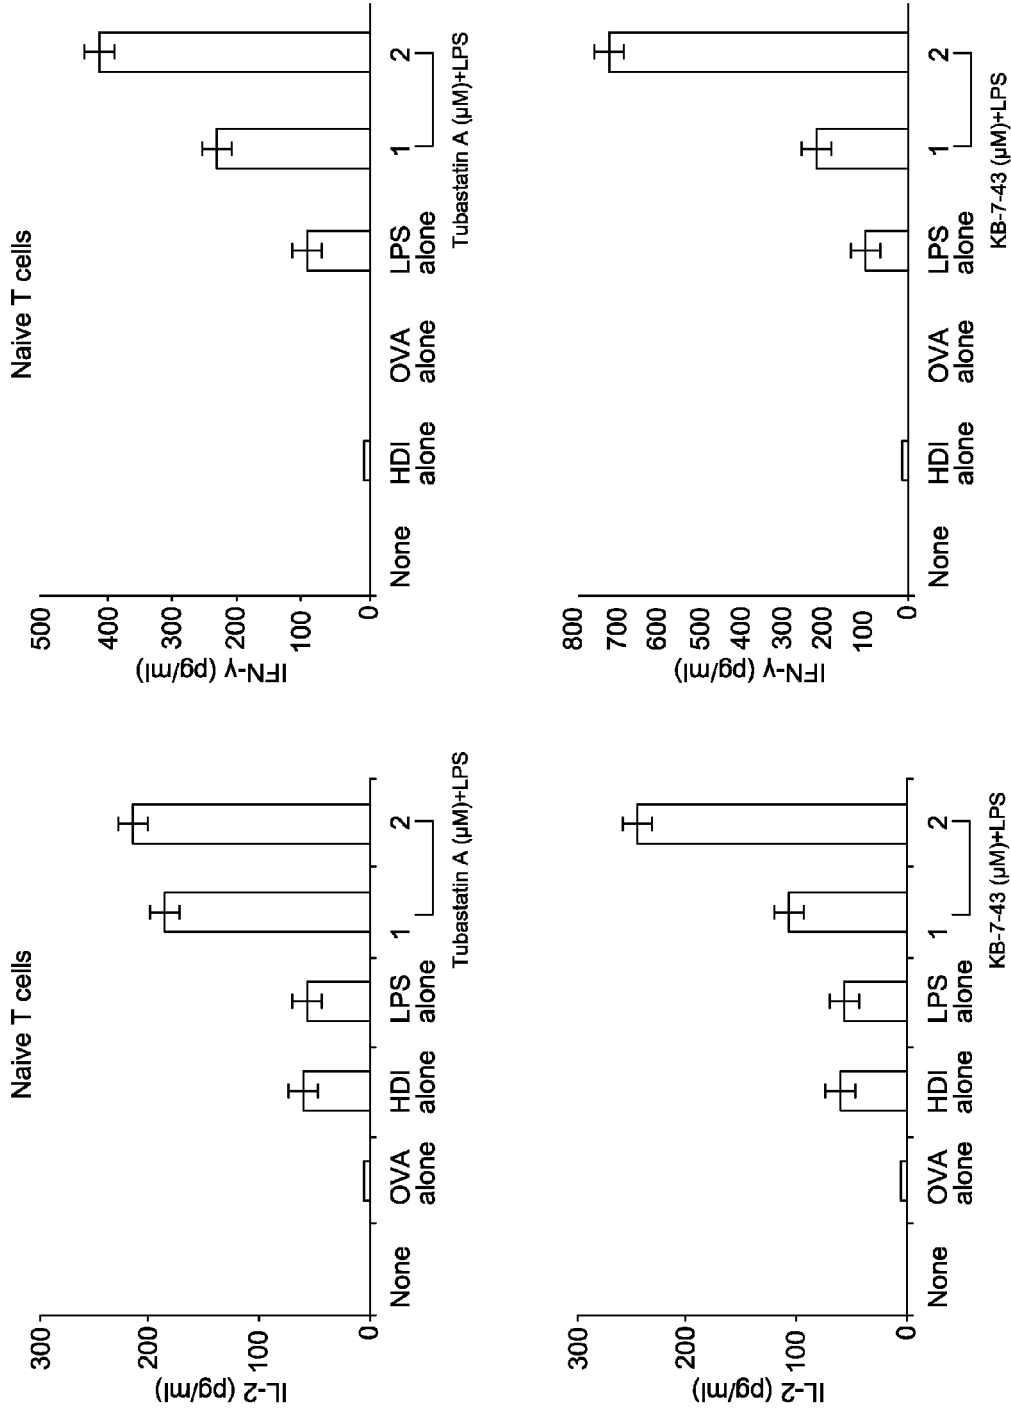 Naive T cells
IL-2 (pg/ml)
300
200
100
0
None
OVA alone
HDI alone
LPS alone
1
2
Tubastatin A (µM)+LPS
Naive T cells
IFN-γ (pg/ml)
500
400
300
200
100
0
None
HDI alone
OVA alone
LPS alone
1
2
Tubastatin A (µM)+LPS
IL-2 (pg/ml)
300
200
100
0
None
OVA alone
HDI alone
LPS alone
1
2
KB-7-43 (µM)+LPS
IFN-γ (pg/ml)
800
700
600
500
400
300
200
100
0
None
HDI alone
OVA alone
LPS alone
1
2
KB-7-43 (µM)+LPS